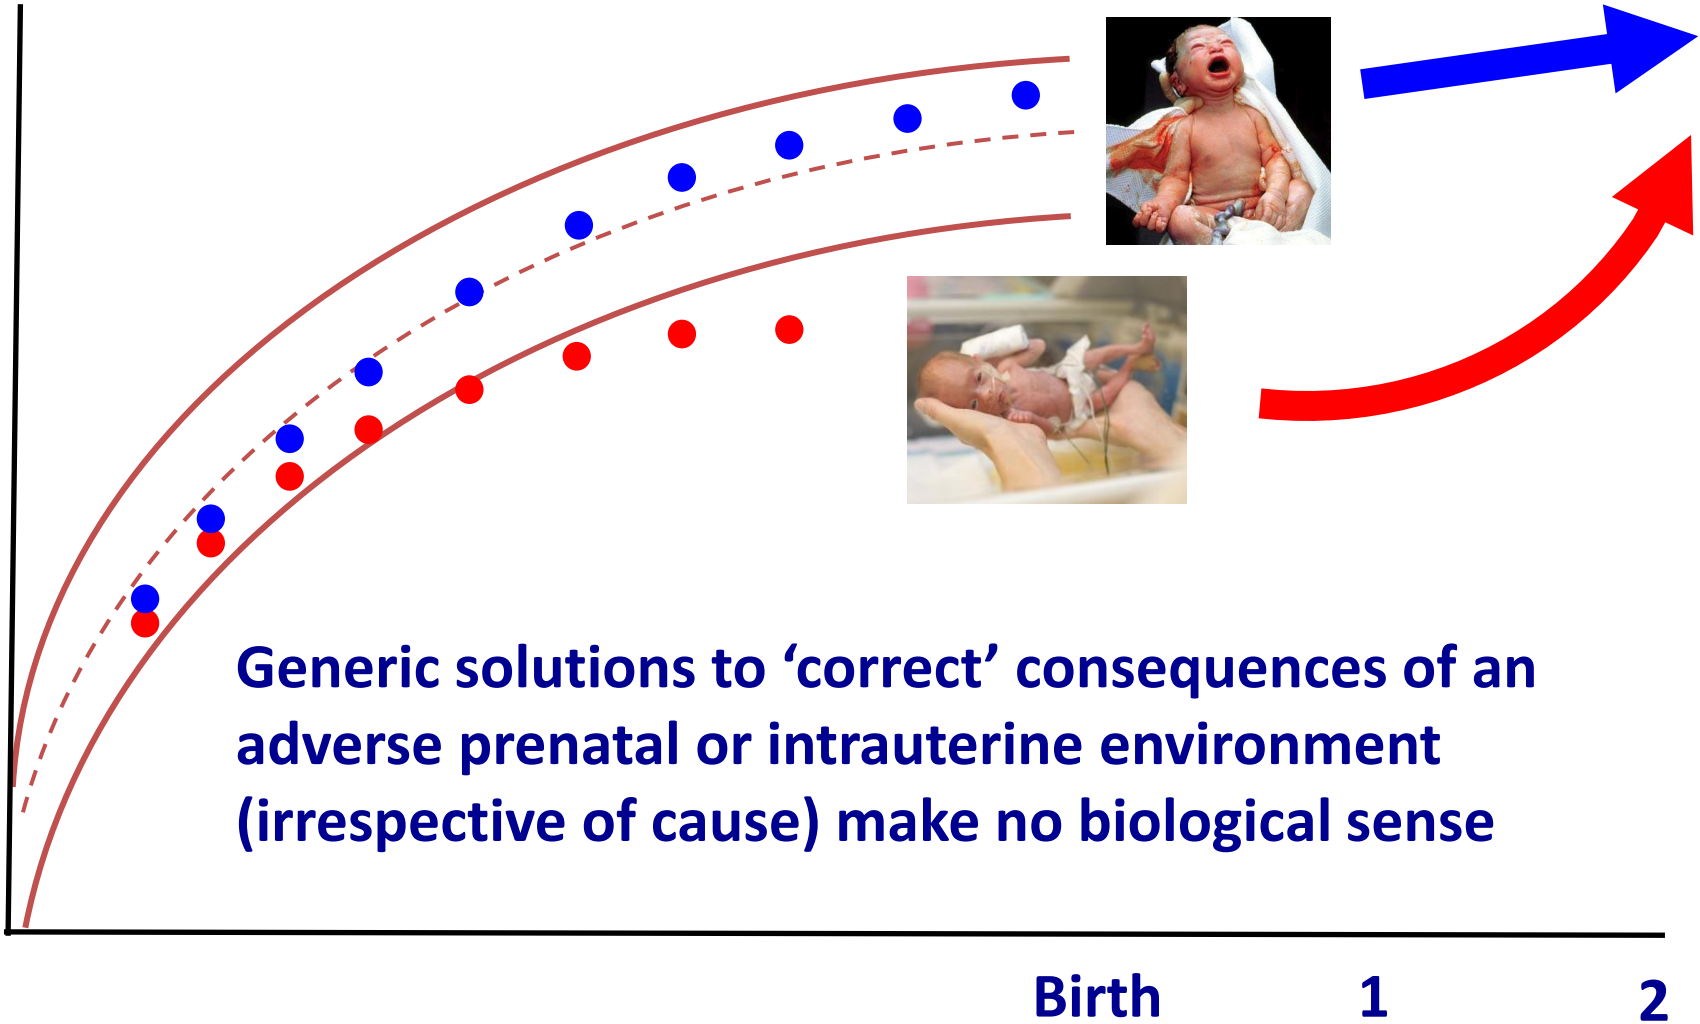 Generic solutions to ‘correct’ consequences of an
adverse prenatal or intrauterine environment
(irrespective of cause) make no biological sense
Birth 1 2